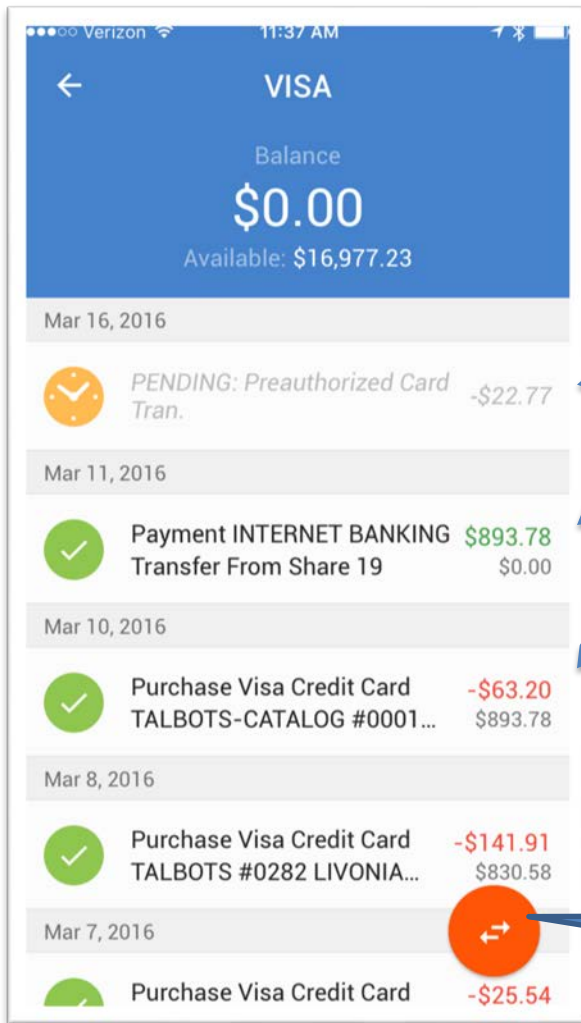 Verizon 11:37 AM
VISA
Balance
$0.00
Available: $16,977.23
Mar 16, 2016
PENDING: Preauthorized Card -$22.77
Tran.
Mar 11, 2016
Payment INTERNET BANKING $893.78
Transfer From Share 19 $0.00
Mar 10, 2016
Purchase Visa Credit Card -$63.20
TALBOTS-CATALOG #0001... $893.78
Mar 8, 2016
Purchase Visa Credit Card -$141.91
TALBOTS #0282 LIVONIA... $830.58
Mar 7, 2016
Purchase Visa Credit Card -$25.54